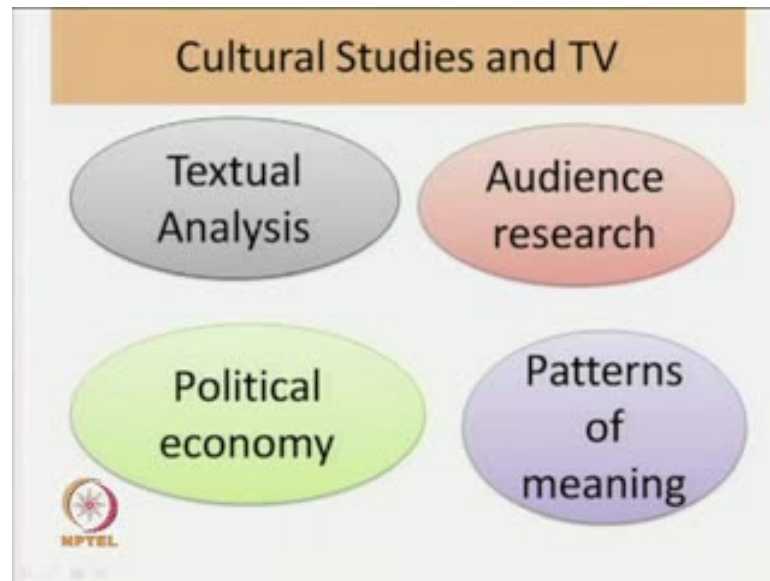 Cultural Studies and TV
Textual
Analysis
Audience
research
Political
economy
Patterns
of
meaning
NPTEL